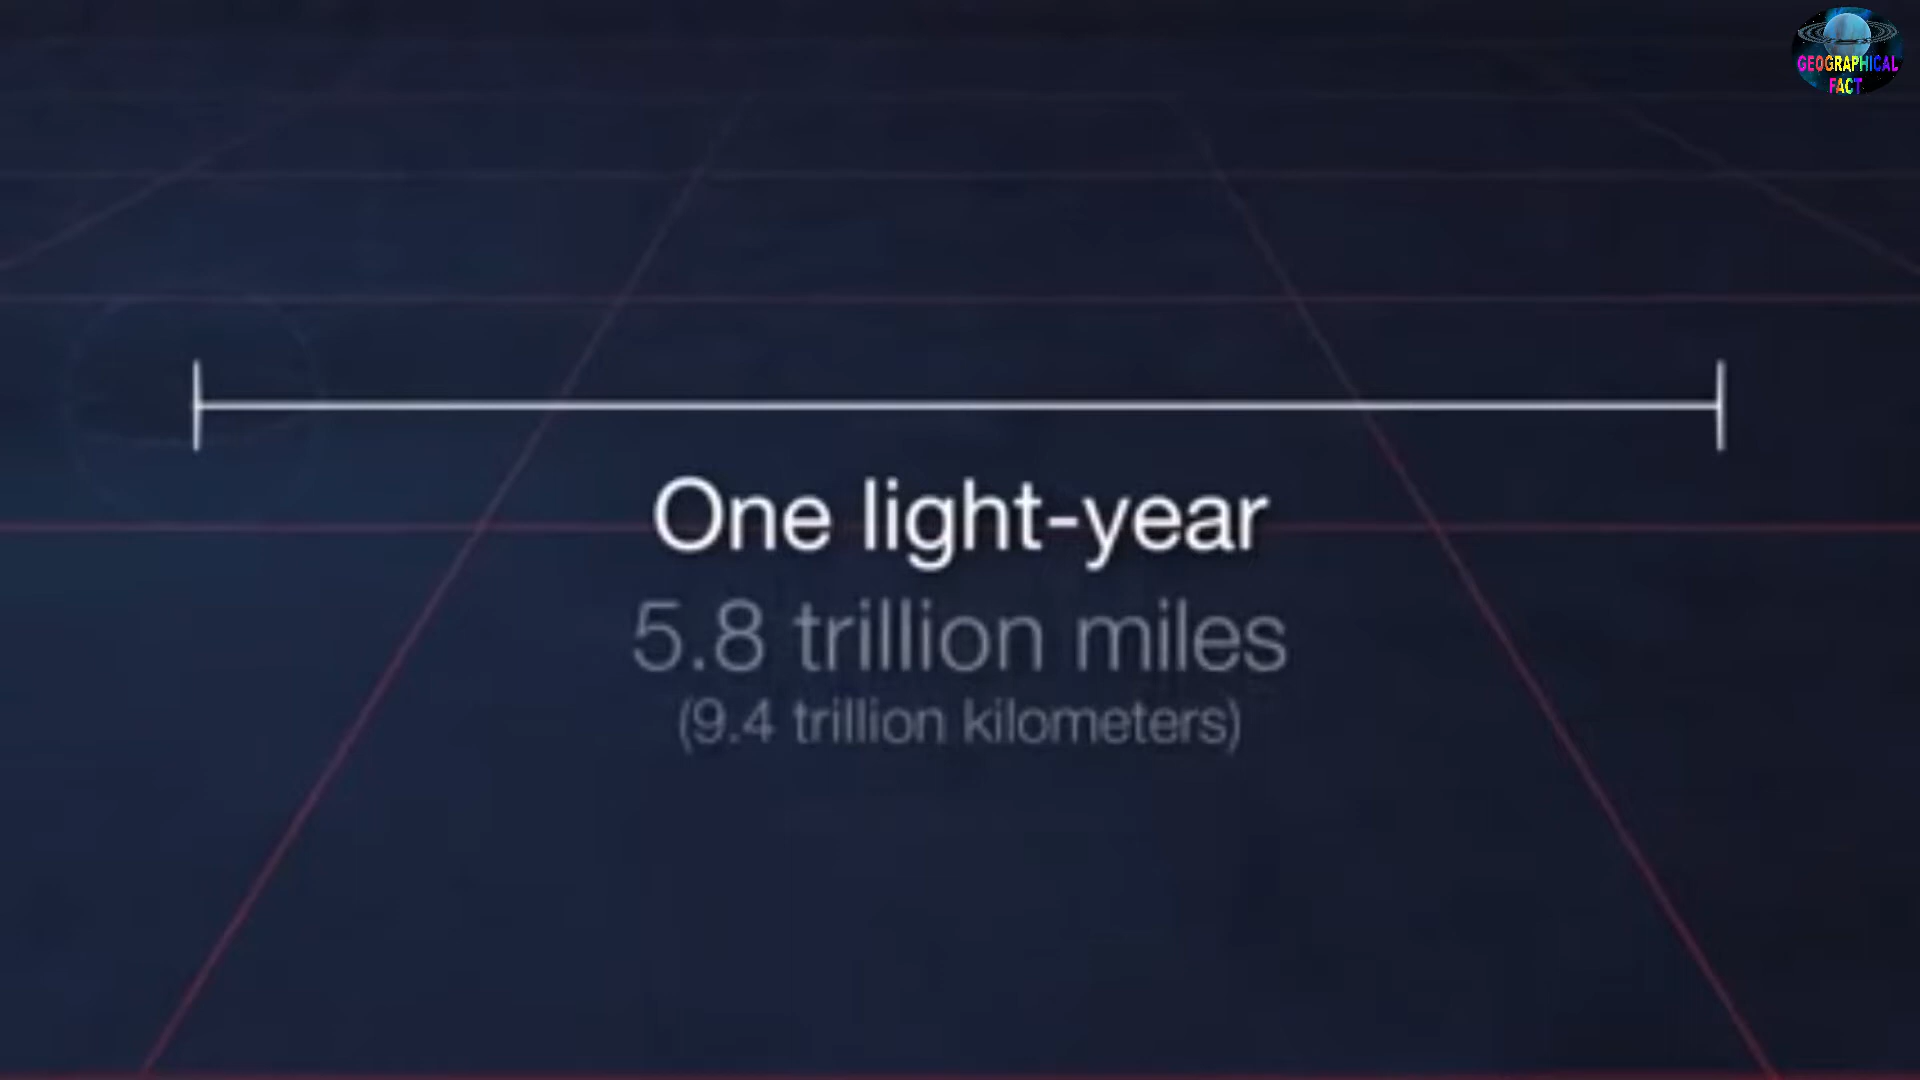 GEOGRAPHICAL
FACT
One light-year
5.8 trillion miles
(9.4 trillion kilometers)